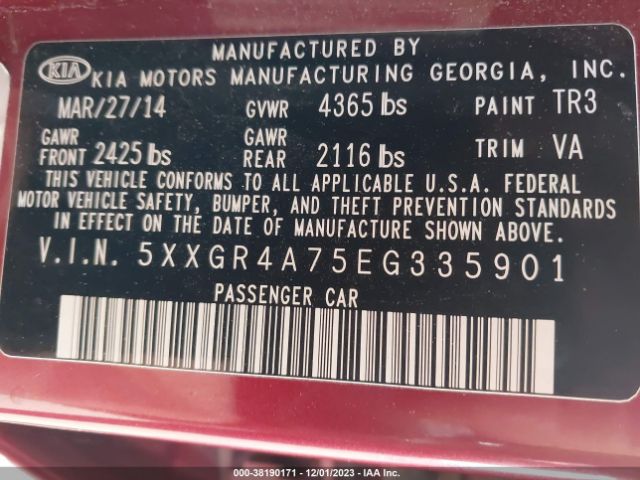 MANUFACTURED BY
KIA KIA MOTORS MANUFACTURING GEORGIA, INC.
MAR/27/14 GVWR 4365 lbs PAINT TR3
GAWR FRONT 2425 lbs GAWR REAR 2116 lbs TRIM VA
THIS VEHICLE CONFORMS TO ALL APPLICABLE U.S.A. FEDERAL
MOTOR VEHICLE SAFETY, BUMPER, AND THEFT PREVENTION STANDARDS
IN EFFECT ON THE DATE OF MANUFACTURE SHOWN ABOVE.
V.I.N. 5XXGR4A75EG335901
PASSENGER CAR
000-38190171 - 12/01/2023 - IAA Inc.